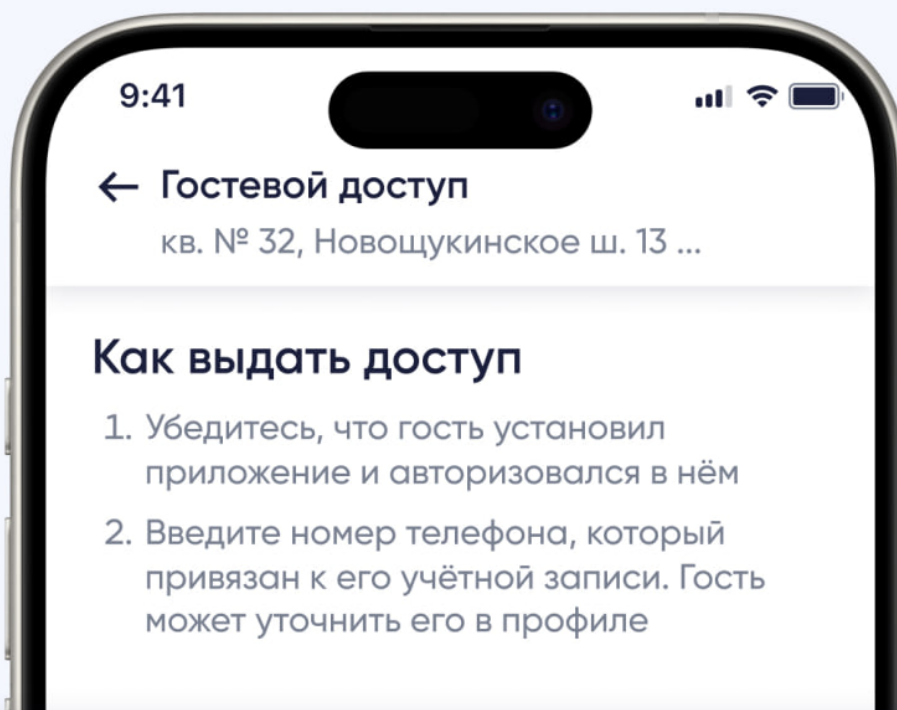 9:41
Гостевой доступ
кв. № 32, Новощукинское ш. 13 ...
Как выдать доступ
1. Убедитесь, что гость установил
приложение и авторизовался в нём
2. Введите номер телефона, который
привязан к его учётной записи. Гость
может уточнить его в профиле